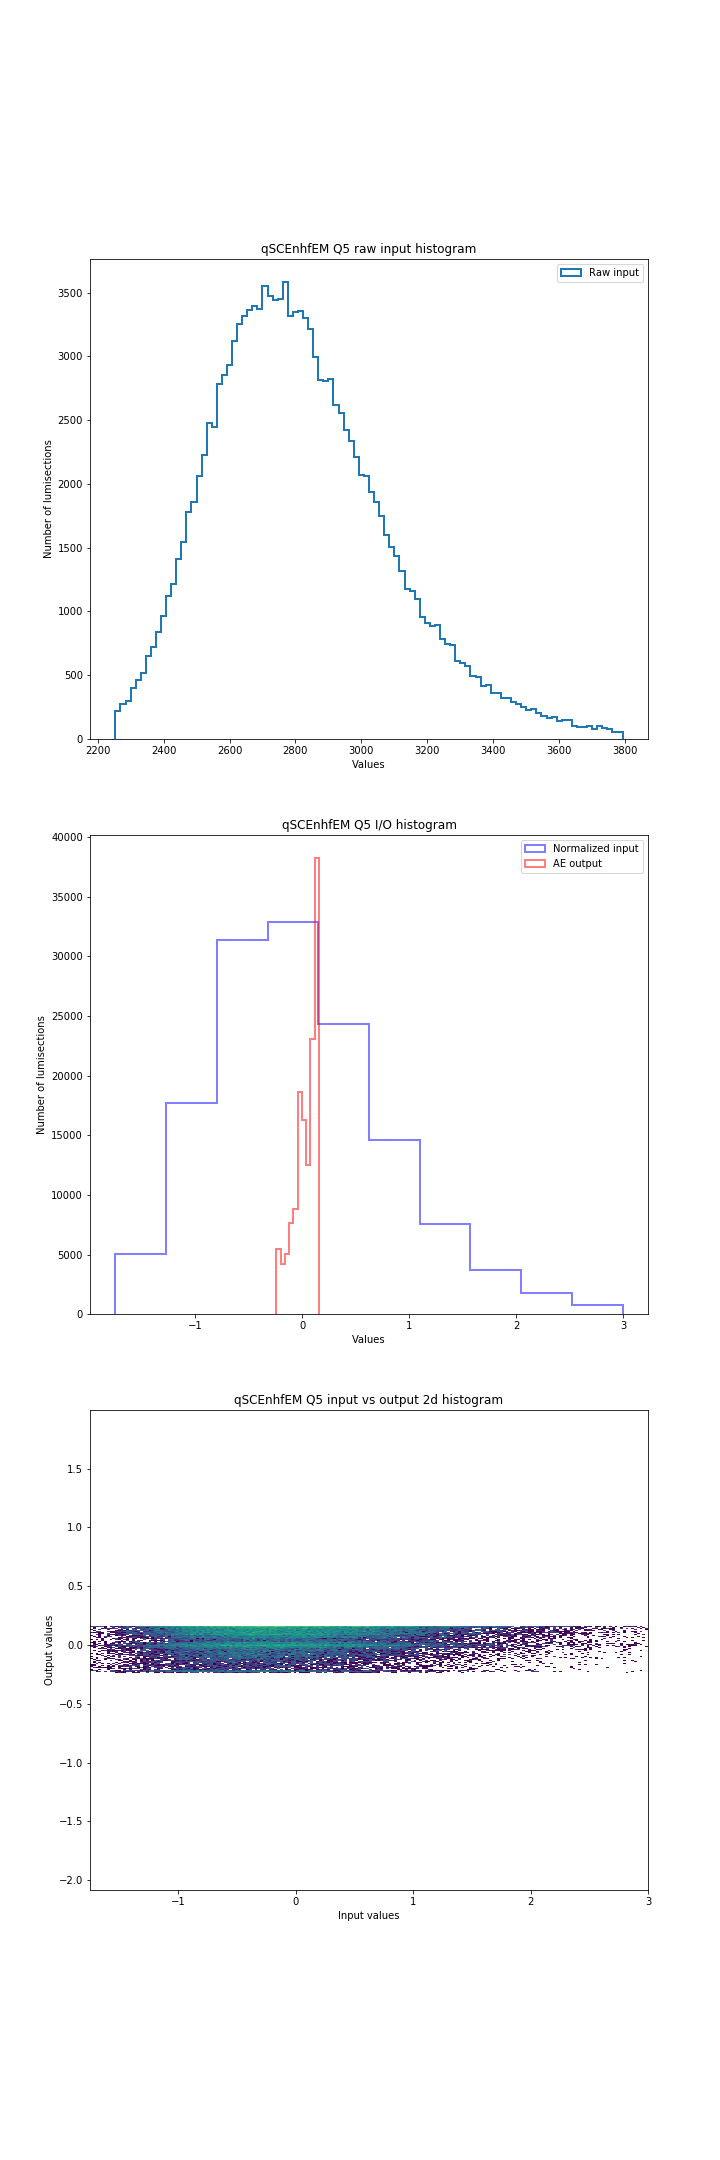 qSCEnhfEM Q5 raw input histogram
Raw input
3500
3000
2500
2000
1500
1000
500
0
Number of lumisections
2200 2400 2600 2800 3000 3200 3400 3600 3800
Values
qSCEnhfEM Q5 I/O histogram
Normalized input
AE output
40000
35000
30000
25000
20000
15000
10000
5000
0
Number of lumisections
−1 0 1 2 3
Values
qSCEnhfEM Q5 input vs output 2d histogram
1.5
1.0
0.5
0.0
−0.5
−1.0
−1.5
−2.0
Output values
−1 0 1 2 3
Input values